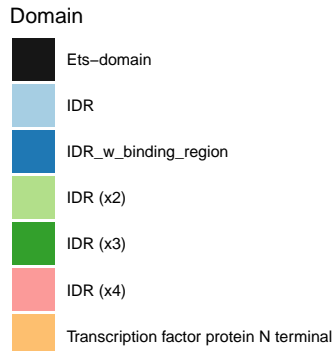 Domain
Ets−domain
IDR
IDR_w_binding_region
IDR (x2)
IDR (x3)
IDR (x4)
Transcription factor protein N terminal